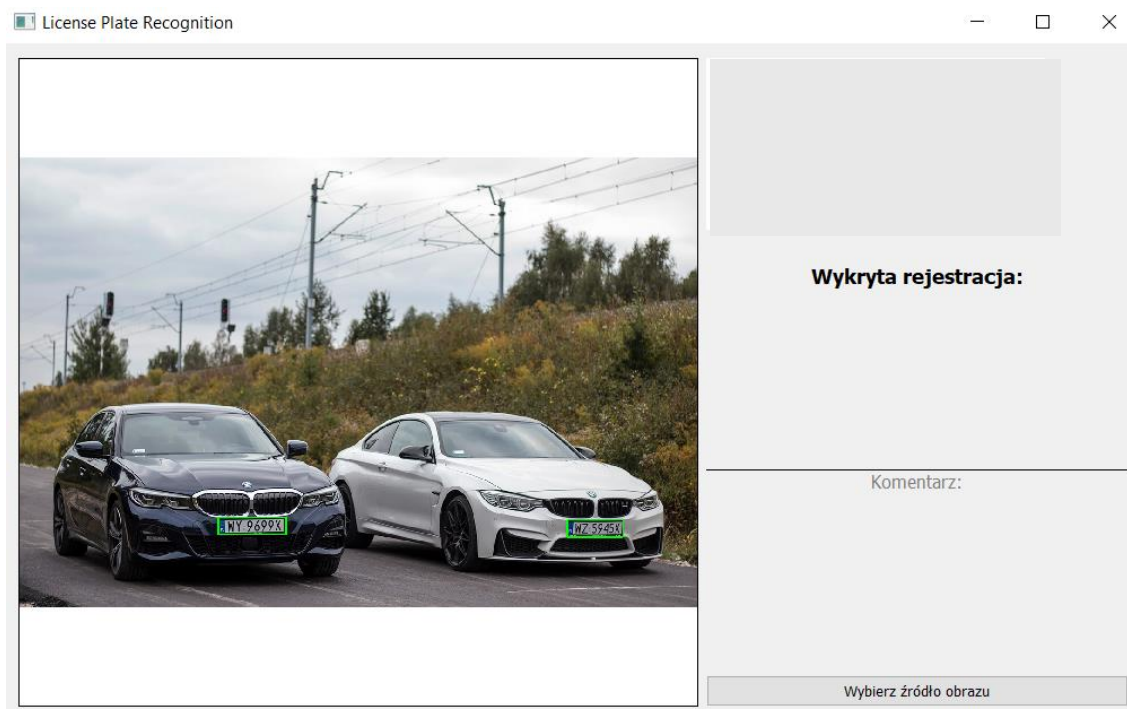 License Plate Recognition
Wykryta rejestracja:
WY 9699X
WZ 5945X
Komentarz:
Wybierz źródło obrazu